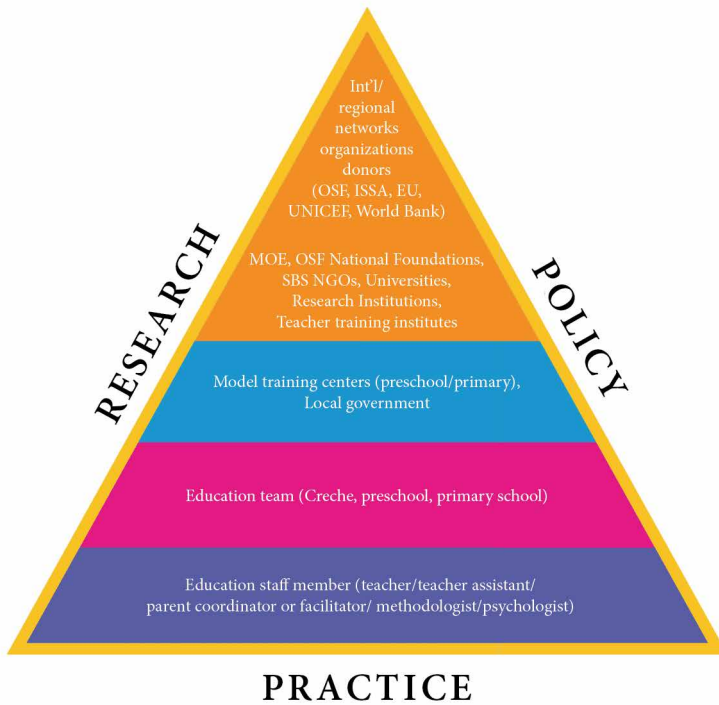 Int'l/
regional
networks
organizations
donors
(OSF, ISSA, EU,
UNICEF, World Bank)
MOE, OSF National Foundations,
SBS NGOs, Universities,
Research Institutions,
Teacher training institutes
RESEARCH
POLICY
Model training centers (preschool/primary),
Local government
Education team (Creche, preschool, primary school)
Education staff member (teacher/teacher assistant/
parent coordinator or facilitator/ methodologist/psychologist)
PRACTICE